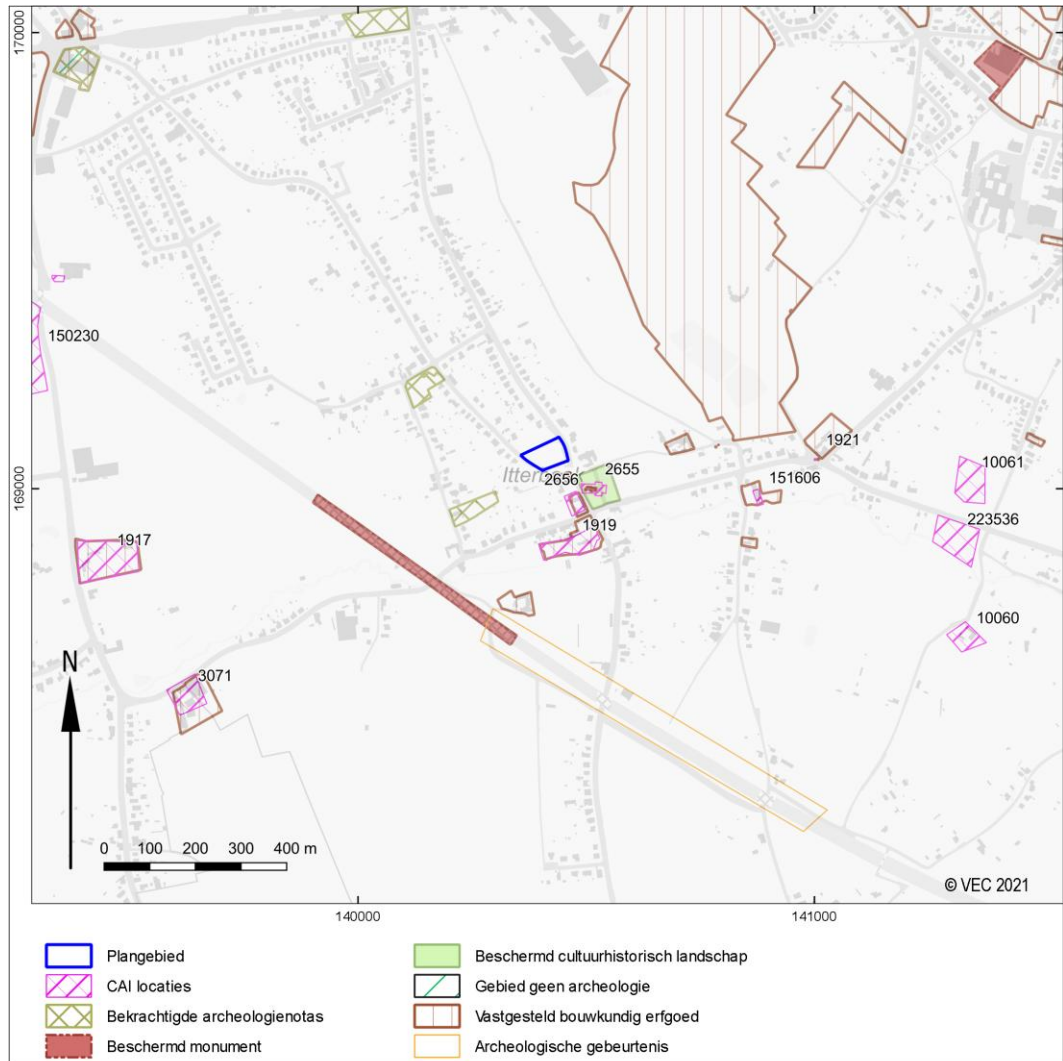 170000
150230
1921
2655
Itterbeek
2656
10061
151606
169000
223536
1919
1917
10060
N
3071
0 100 200 300 400 m
© VEC 2021
140000 141000
Plangebied
CAI locaties
Bekrachtigde archeologienotas
Beschermd monument
Beschermd cultuurhistorisch landschap
Gebied geen archeologie
Vastgesteld bouwkundig erfgoed
Archeologische gebeurtenis